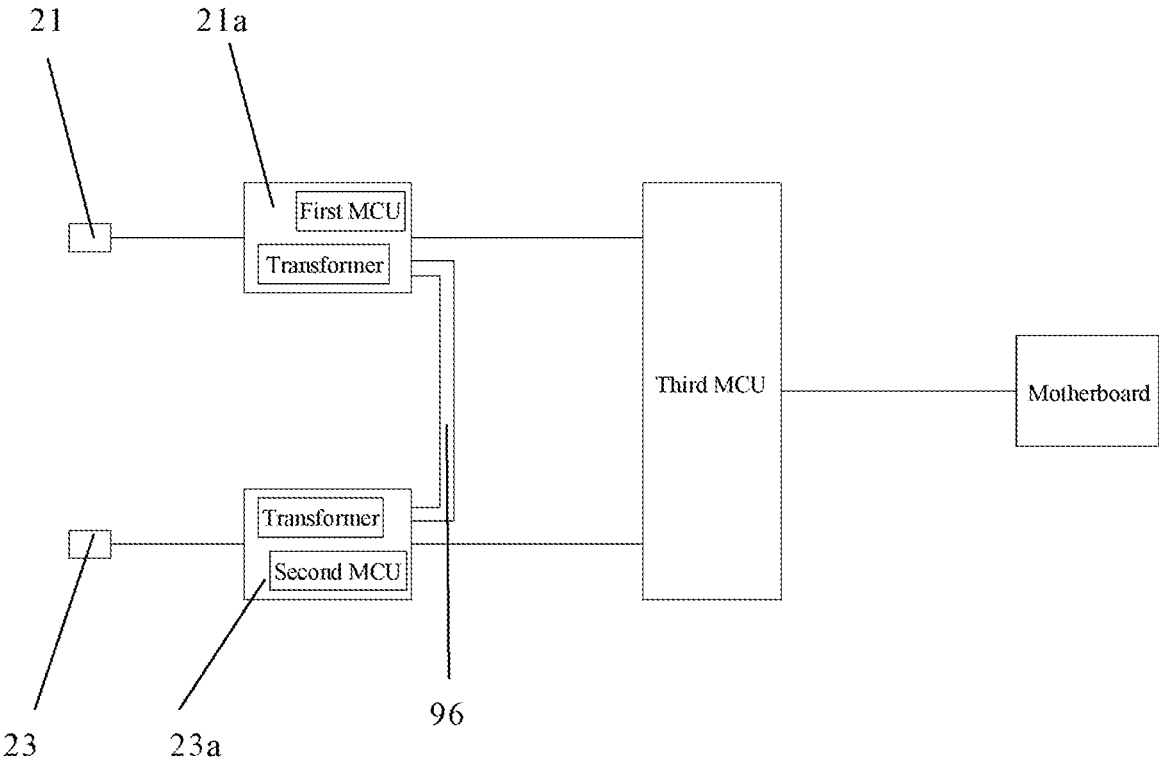 21
21a
First MCU
Transformer
Third MCU
Motherboard
Transformer
Second MCU
96
23
23a